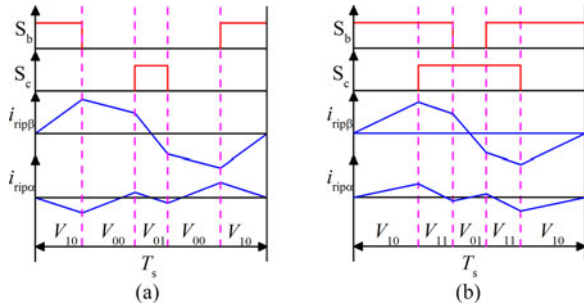 S_b
S_c
i_ripβ
i_ripα
V_10 V_00 V_01 V_00 V_10
T_s
(a)
S_b
S_c
i_ripβ
i_ripα
V_10 V_11 V_01 V_11 V_10
T_s
(b)